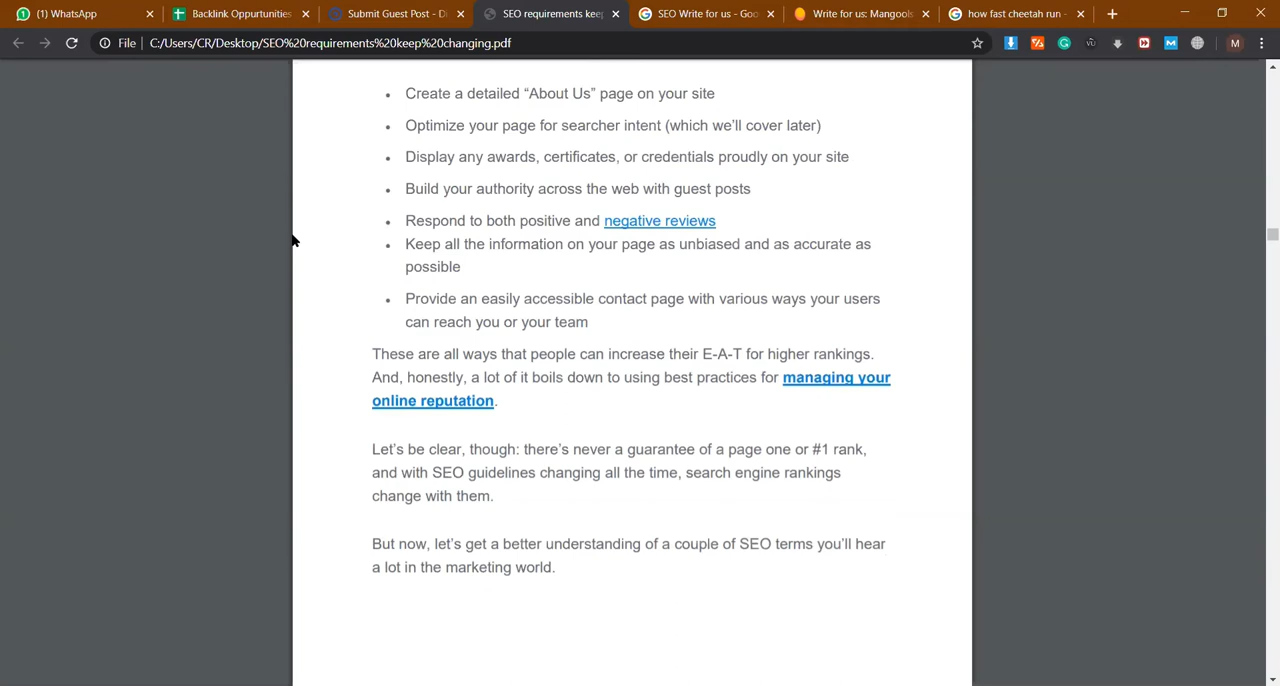 (1) WhatsApp
Backlink Oppurtunities
Submit Guest Post - D
SEO requirements keep
SEO Write for us - Goo
Write for us: Mangools
how fast cheetah run -
File
C:/Users/CR/Desktop/SEO%20requirements%20keep%20changing.pdf
M
Create a detailed “About Us” page on your site
Optimize your page for searcher intent (which we’ll cover later)
Display any awards, certificates, or credentials proudly on your site
Build your authority across the web with guest posts
Respond to both positive and negative reviews
Keep all the information on your page as unbiased and as accurate as
possible
Provide an easily accessible contact page with various ways your users
can reach you or your team
These are all ways that people can increase their E-A-T for higher rankings.
And, honestly, a lot of it boils down to using best practices for managing your
online reputation.
Let’s be clear, though: there’s never a guarantee of a page one or #1 rank,
and with SEO guidelines changing all the time, search engine rankings
change with them.
But now, let’s get a better understanding of a couple of SEO terms you’ll hear
a lot in the marketing world.